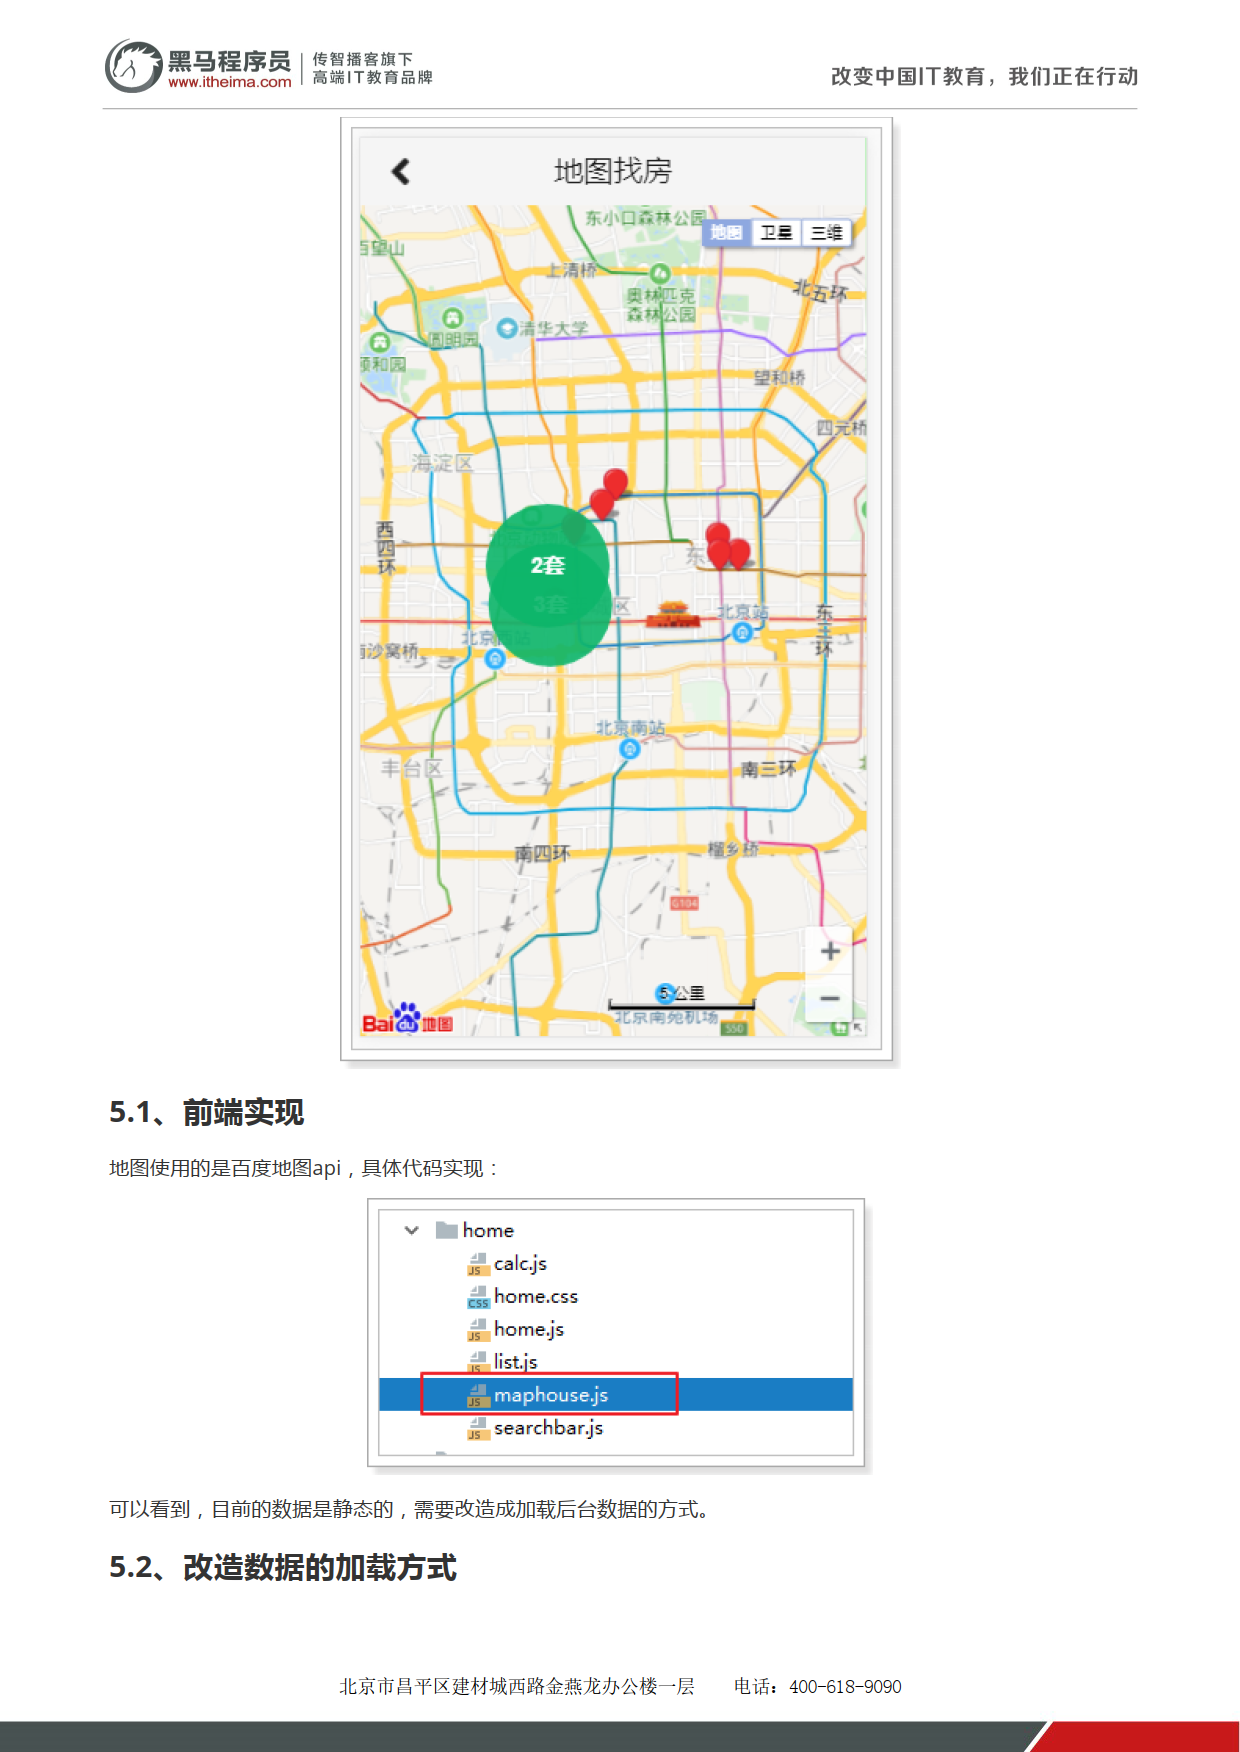 黑马程序员
www.itheima.com
传智播客旗下
高端IT教育品牌
改变中国IT教育，我们正在行动
地图找房
东小口森林公园
地图 卫星 三维
百望山
上清桥
北五环
奥林匹克
森林公园
圆明园
清华大学
颐和园
望和桥
四元桥
海淀区
西四环
2套
东
3套
区
北京站
东三环
北京西站
南沙窝桥
北京南站
丰台区
南三环
南四环
榴乡桥
G104
+
5公里
−
Bai du 地图
北京南苑机场
S50
5.1、前端实现
地图使用的是百度地图api，具体代码实现：
home
calc.js
home.css
home.js
list.js
maphouse.js
searchbar.js
可以看到，目前的数据是静态的，需要改造成加载后台数据的方式。
5.2、改造数据的加载方式
北京市昌平区建材城西路金燕龙办公楼一层 电话：400-618-9090